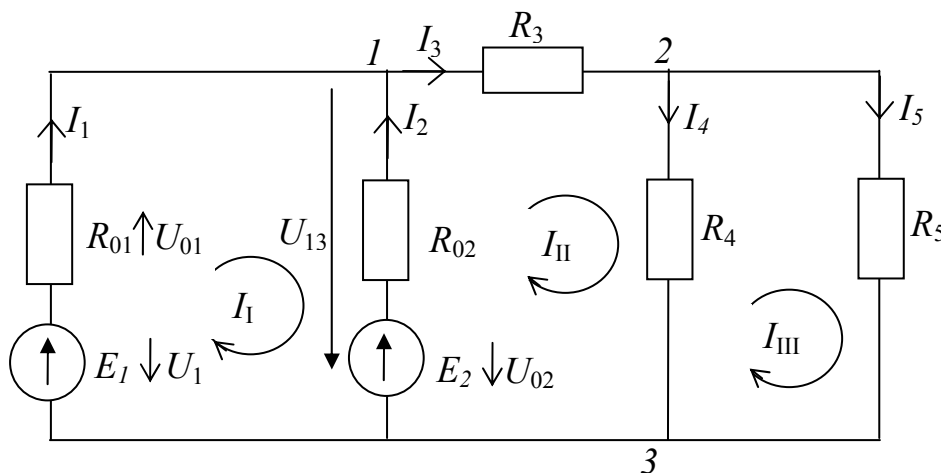 1 I3 R3 2
I1 I2 I4 I5
R01 U01 U13 R02 III R4 R5
II IIII
E1 U1 E2 U02
3